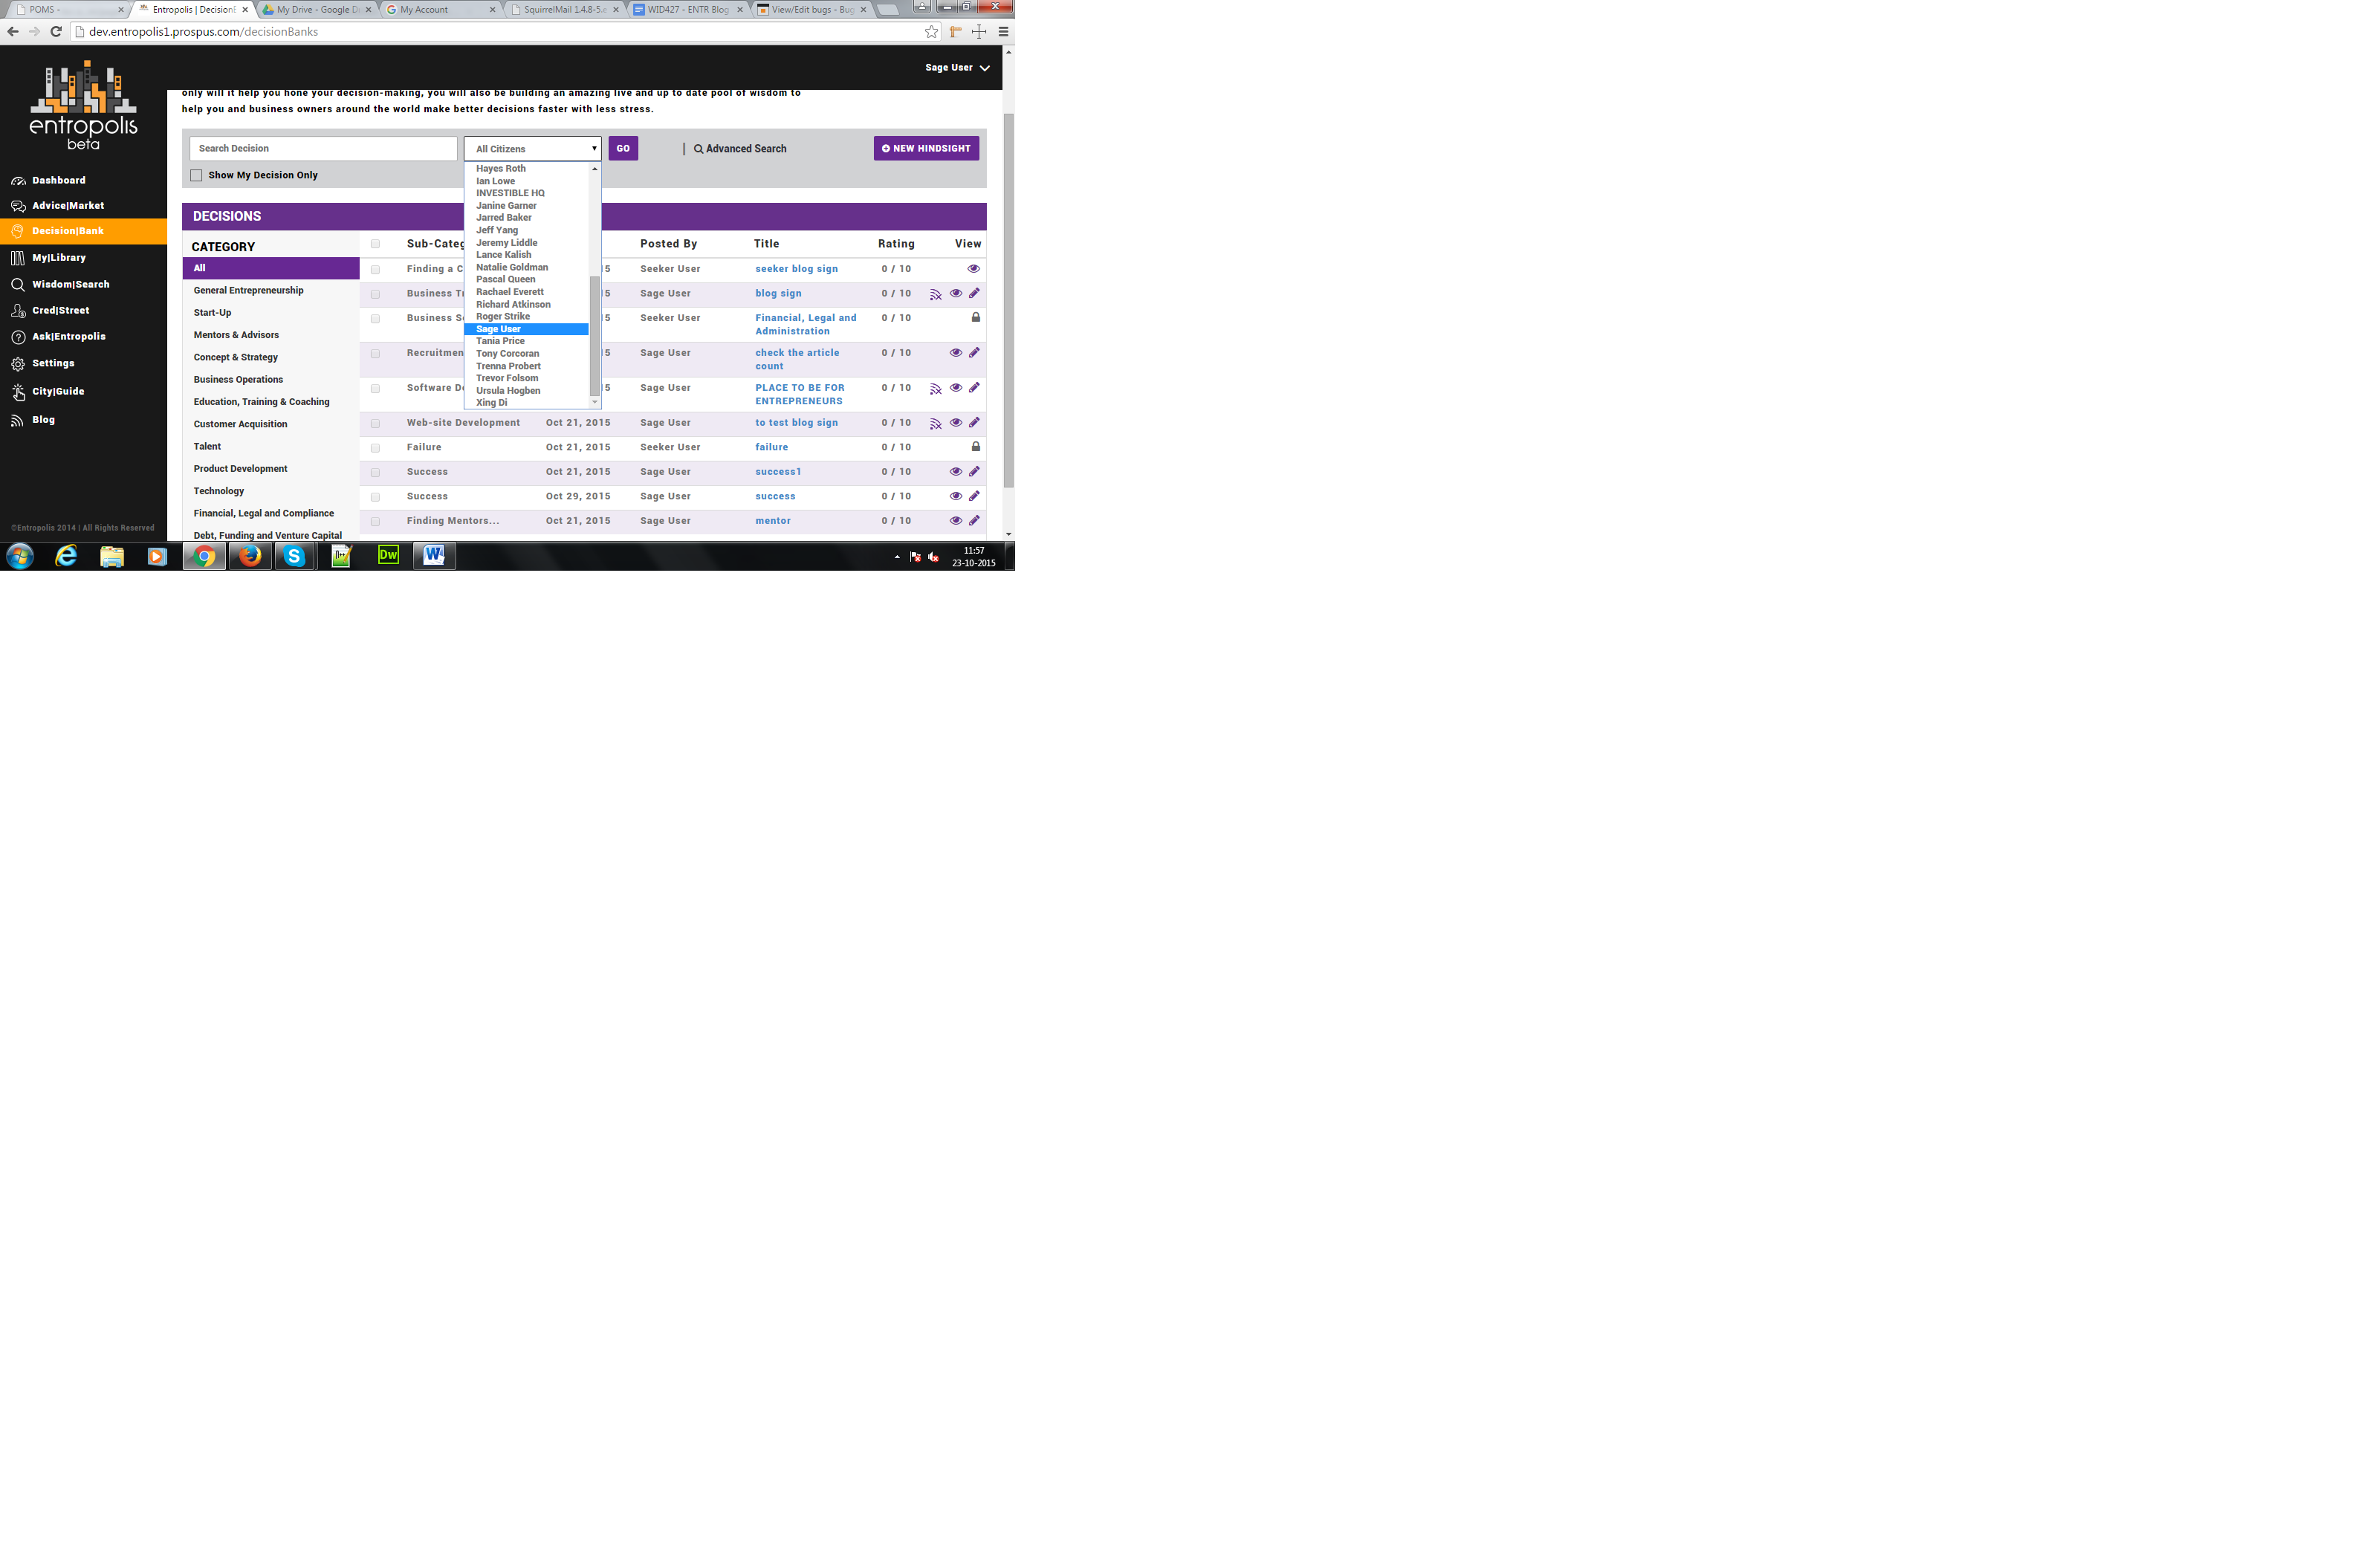 POMS -
Entropolis | Decision
My Drive - Google Dr
My Account
SquirrelMail 1.4.8-5.e
WID427 - ENTR Blog
View/Edit bugs - Bug
dev.entropolis1.prospus.com/decisionBanks
entropolis
beta
Sage User
Dashboard
Advice|Market
Decision|Bank
My|Library
Wisdom|Search
Cred|Street
Ask|Entropolis
Settings
City|Guide
Blog
©Entropolis 2014 | All Rights Reserved
only will it help you hone your decision-making, you will also be building an amazing live and up to date pool of wisdom to
help you and business owners around the world make better decisions faster with less stress.
Search Decision
All Citizens
GO
| Advanced Search
NEW HINDSIGHT
Show My Decision Only
Hayes Roth
Ian Lowe
INVESTIBLE HQ
Janine Garner
Jarred Baker
Jeff Yang
Jeremy Liddle
Lance Kalish
Natalie Goldman
Pascal Queen
Rachael Everett
Richard Atkinson
Roger Strike
Sage User
Tania Price
Tony Corcoran
Trenna Probert
Trevor Folsom
Ursula Hogben
Xing Di
DECISIONS
CATEGORY
All
General Entrepreneurship
Start-Up
Mentors & Advisors
Concept & Strategy
Business Operations
Education, Training & Coaching
Customer Acquisition
Talent
Product Development
Technology
Financial, Legal and Compliance
Debt, Funding and Venture Capital
Sub-Categ Posted By Title Rating View
Finding a C 5 Seeker User seeker blog sign 0 / 10
Business Tr 5 Sage User blog sign 0 / 10
Business S 5 Seeker User Financial, Legal and Administration 0 / 10
Recruitmen 5 Sage User check the article count 0 / 10
Software D 5 Sage User PLACE TO BE FOR ENTREPRENEURS 0 / 10
Web-site Development Oct 21, 2015 Sage User to test blog sign 0 / 10
Failure Oct 21, 2015 Seeker User failure 0 / 10
Success Oct 21, 2015 Sage User success1 0 / 10
Success Oct 29, 2015 Sage User success 0 / 10
Finding Mentors... Oct 21, 2015 Sage User mentor 0 / 10
Dw
11:57
23-10-2015